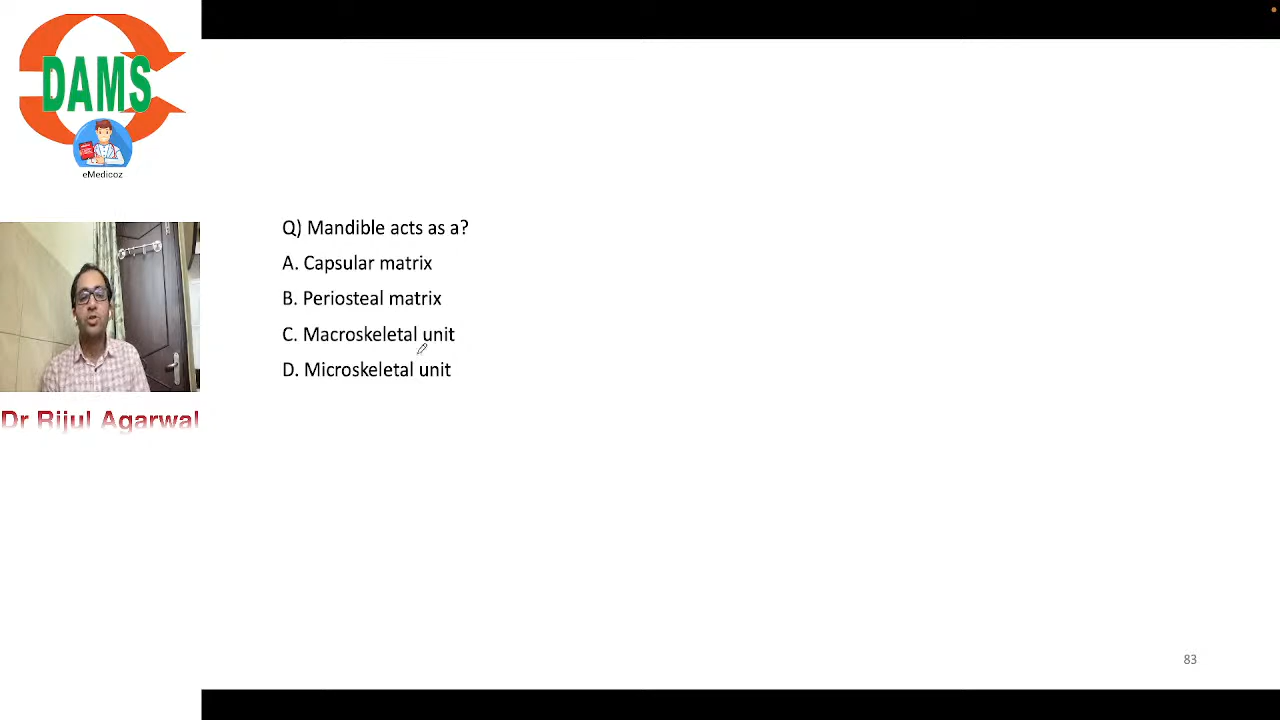 DAMS
eMedicoz
Dr Rijul Agarwal
Q) Mandible acts as a?
A. Capsular matrix
B. Periosteal matrix
C. Macroskeletal unit
D. Microskeletal unit
83